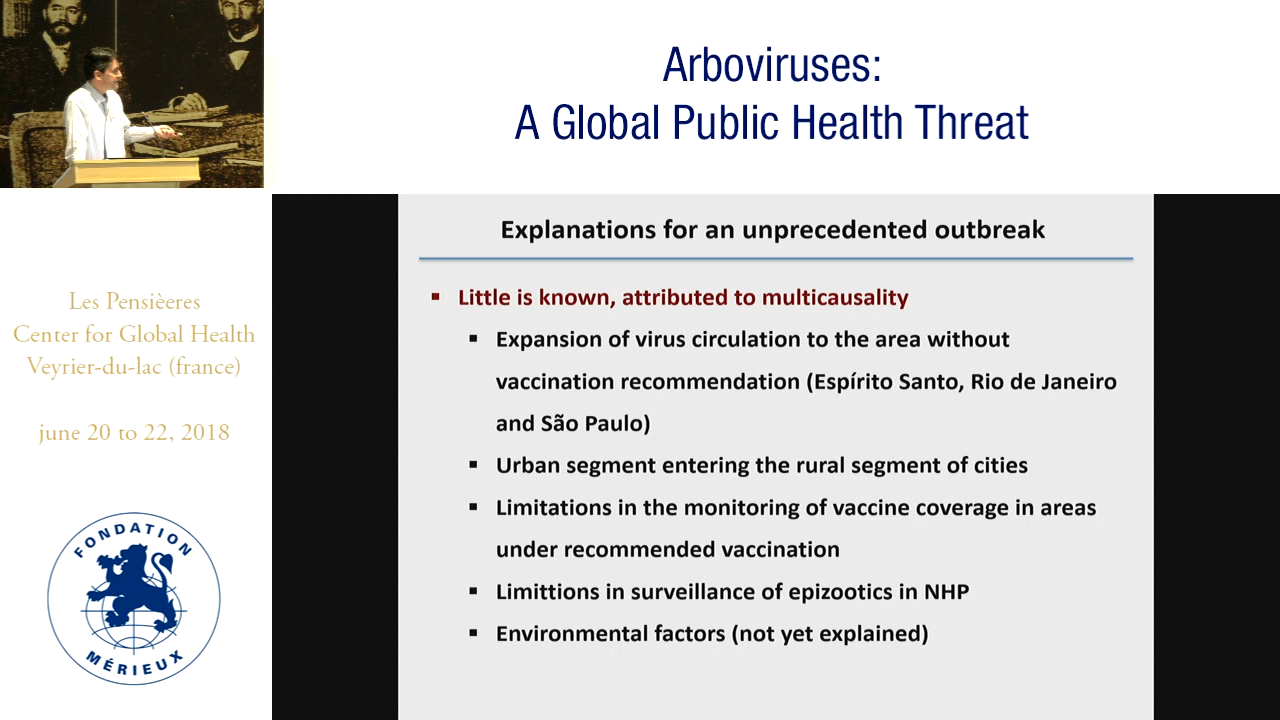 Arboviruses:
A Global Public Health Threat
Les Pensièeres
Center for Global Health
Veyrier-du-lac (france)
june 20 to 22, 2018
FONDATION
MÉRIEUX
Explanations for an unprecedented outbreak
▪ Little is known, attributed to multicausality
▪ Expansion of virus circulation to the area without
vaccination recommendation (Espírito Santo, Rio de Janeiro
and São Paulo)
▪ Urban segment entering the rural segment of cities
▪ Limitations in the monitoring of vaccine coverage in areas
under recommended vaccination
▪ Limittions in surveillance of epizootics in NHP
▪ Environmental factors (not yet explained)